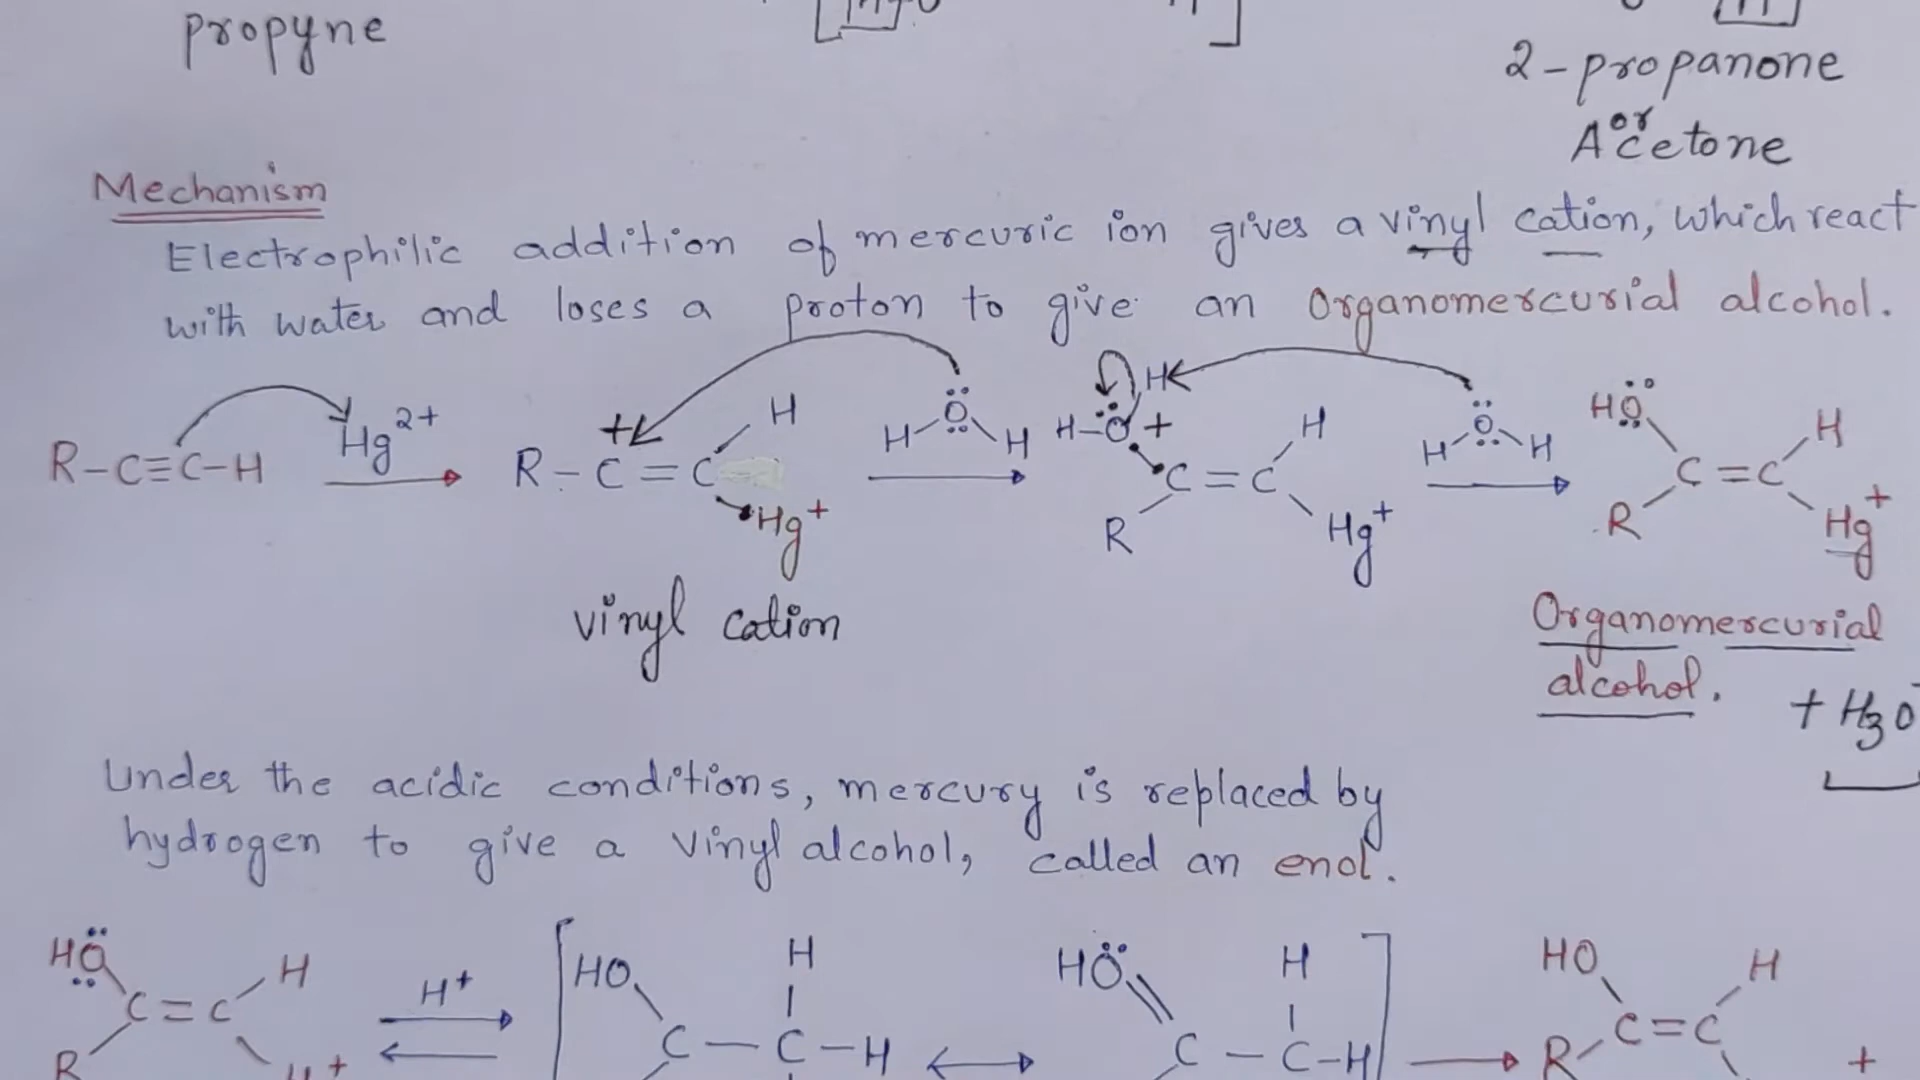 propyne
2-propanone
or
Acetone
Mechanism
Electrophilic addition of mercuric ion gives a vinyl cation, which react
with water and loses a proton to give an Organomercurial alcohol.
R-C≡C-H Hg2+ R-C=C H Hg+ + H-O-H H-O-H + C=C R H Hg+ H-O-H HO C=C H R Hg+
vinyl cation
Organomercurial
alcohol.
+ H3O
Under the acidic conditions, mercury is replaced by
hydrogen to give a vinyl alcohol, called an enol.
HO H C=C R + H+ HO H C-C-H HO H C-C-H HO H C=C R +